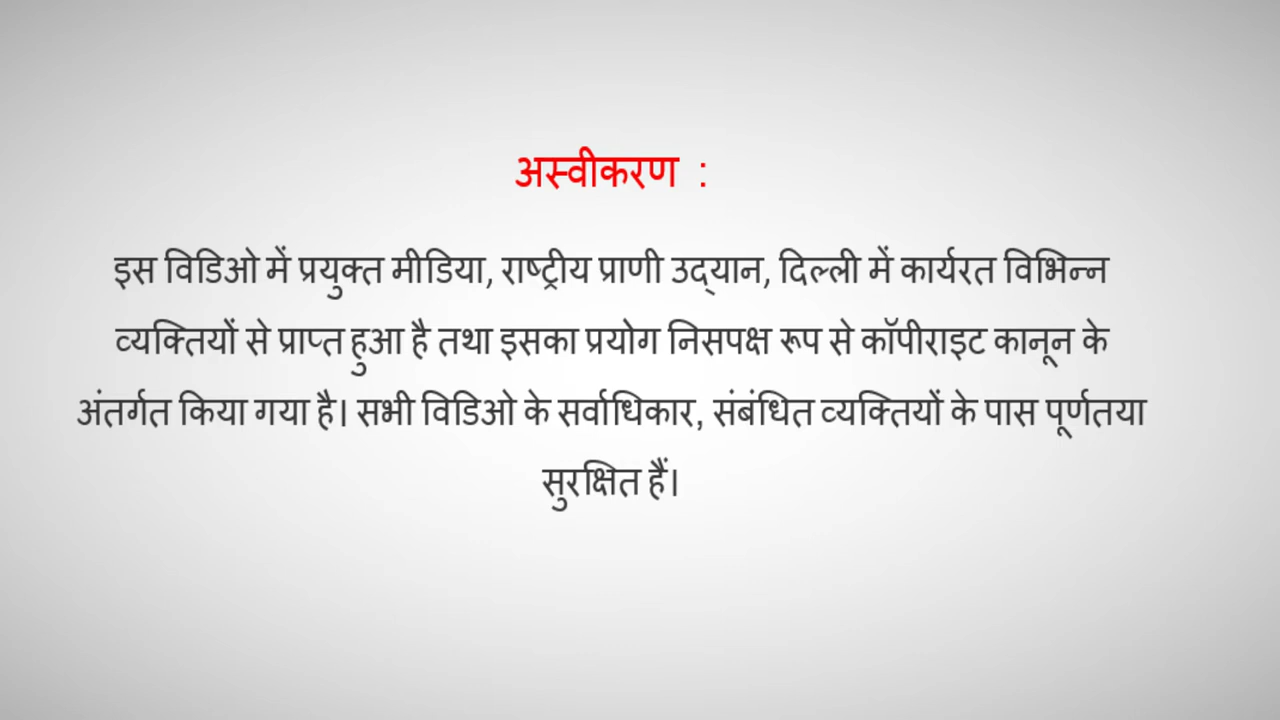 अस्वीकरण :
इस विडिओ में प्रयुक्त मीडिया, राष्ट्रीय प्राणी उद्यान, दिल्ली में कार्यरत विभिन्न
व्यक्तियों से प्राप्त हुआ है तथा इसका प्रयोग निसपक्ष रूप से कॉपीराइट कानून के
अंतर्गत किया गया है। सभी विडिओ के सर्वाधिकार, संबंधित व्यक्तियों के पास पूर्णतया
सुरक्षित हैं।